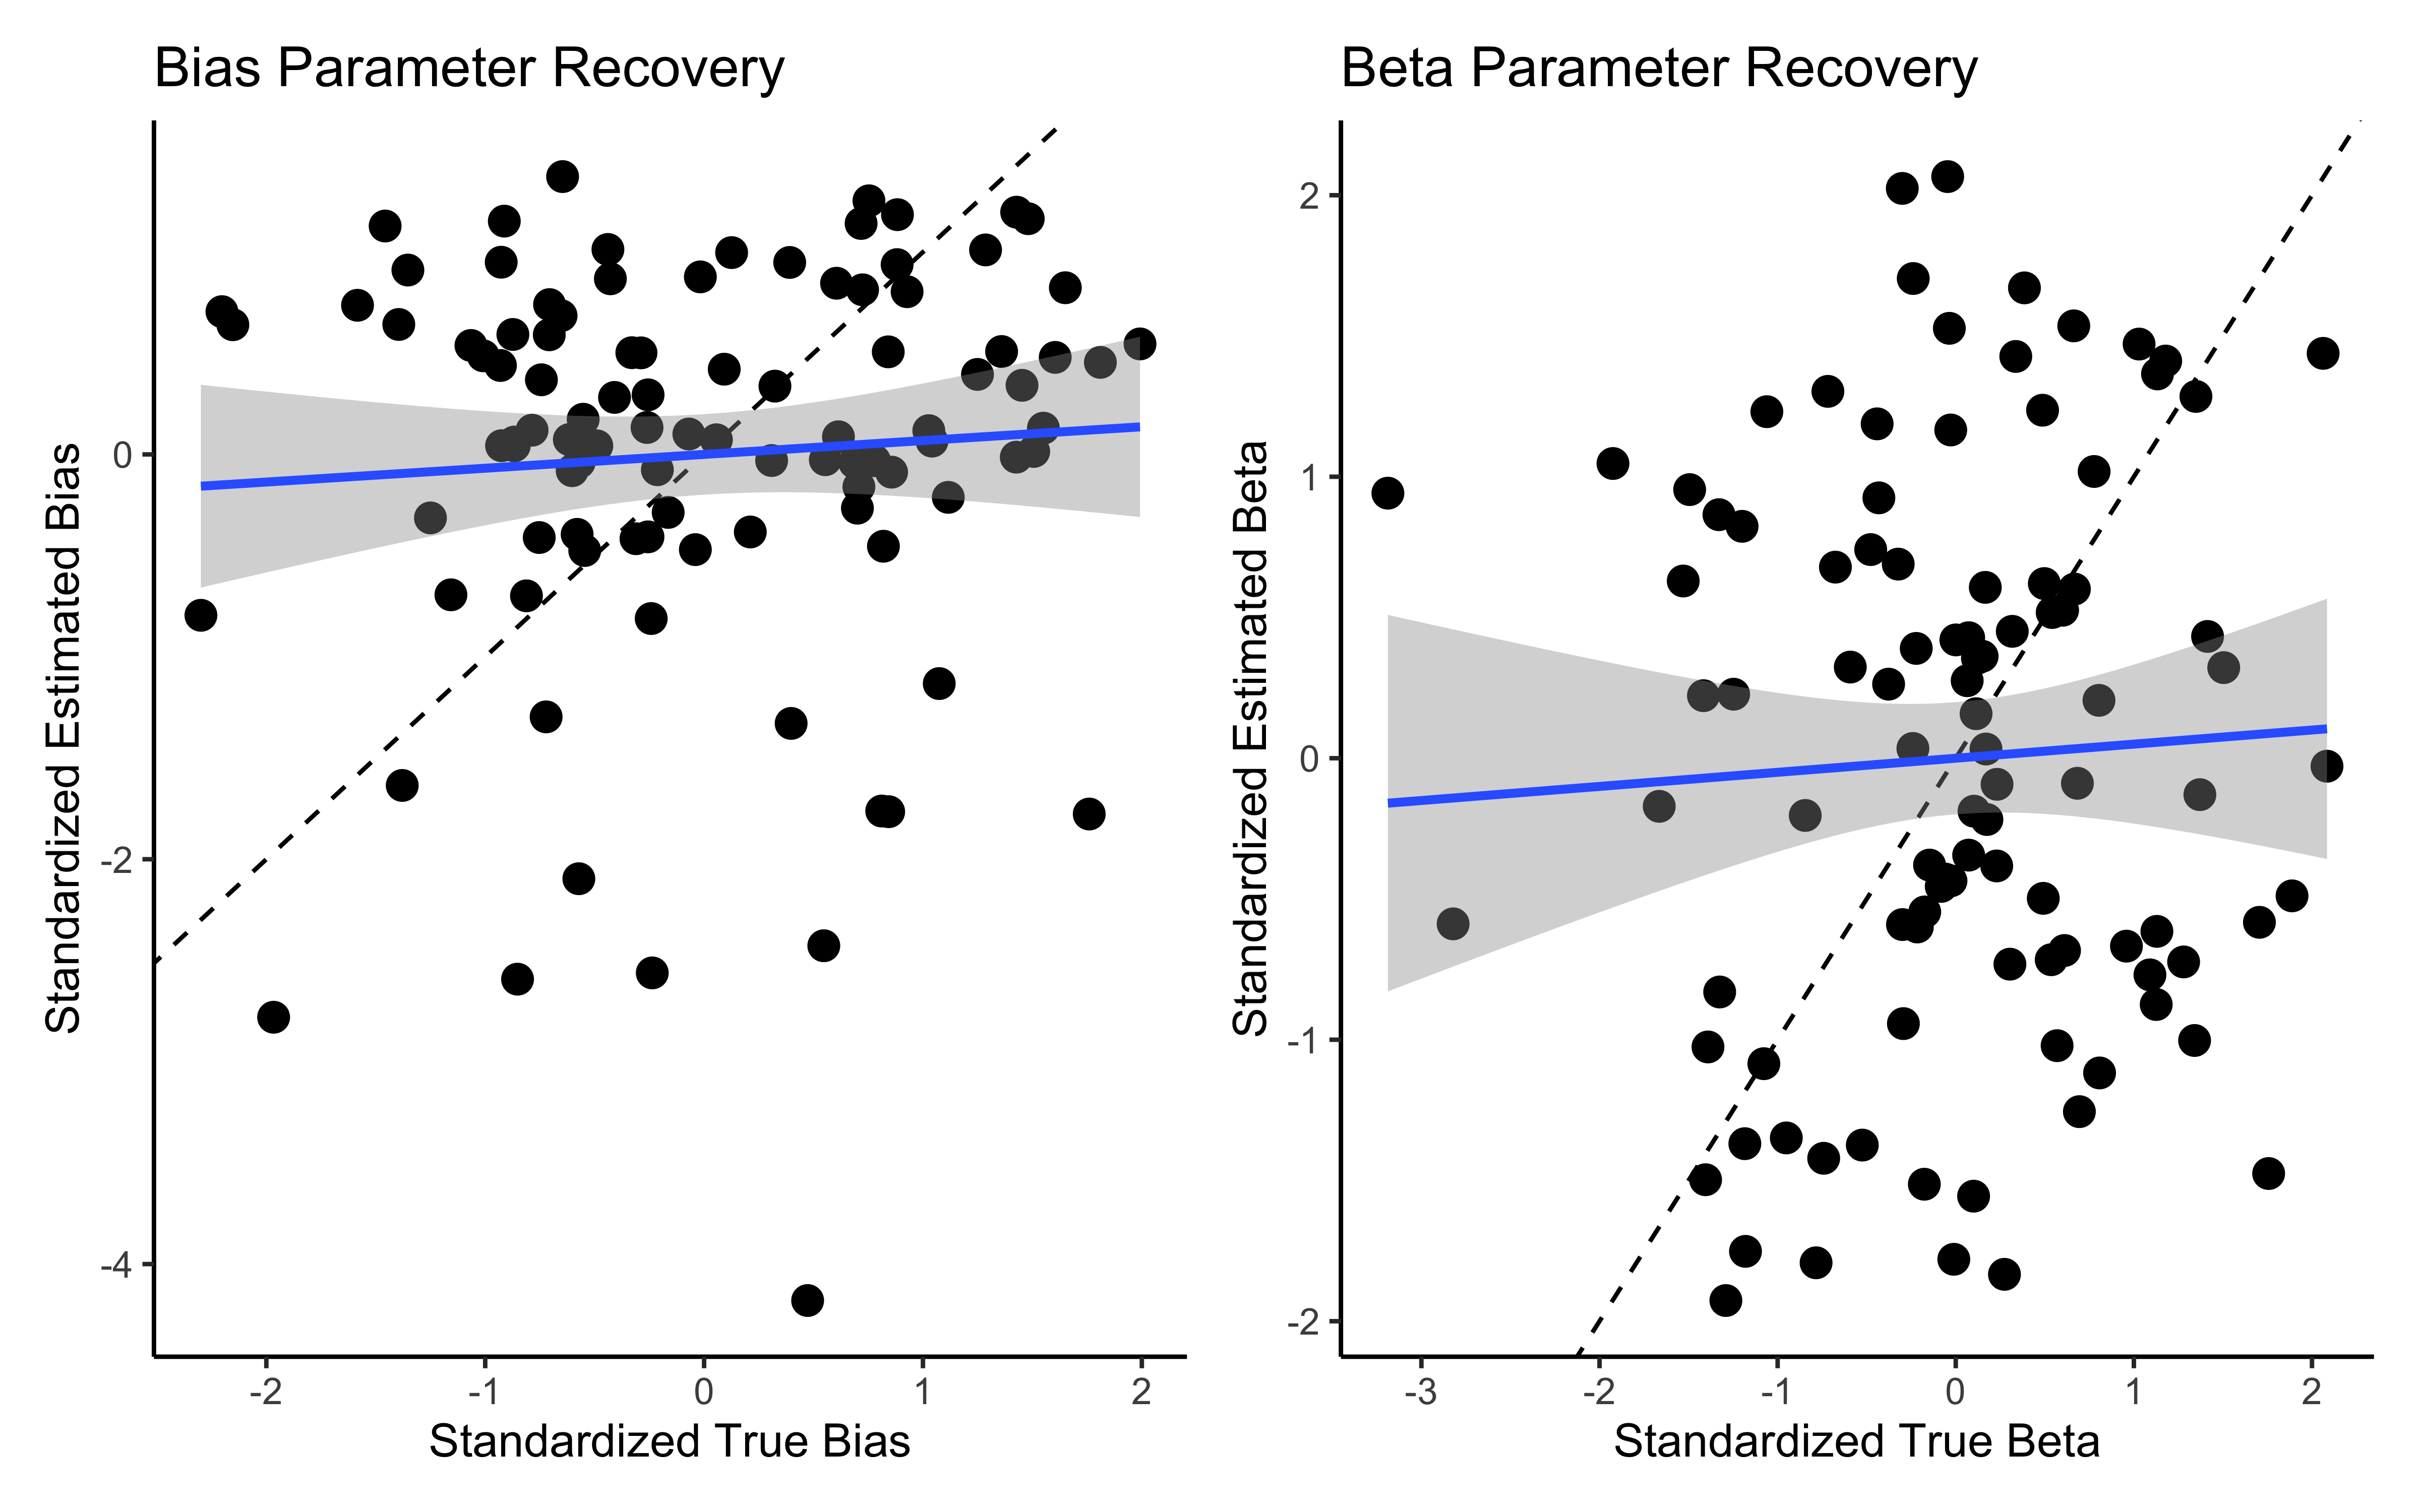 Bias Parameter Recovery
Standardized Estimated Bias
0
-2
-4
-2 -1 0 1 2
Standardized True Bias
Beta Parameter Recovery
Standardized Estimated Beta
2
1
0
-1
-2
-3 -2 -1 0 1 2
Standardized True Beta